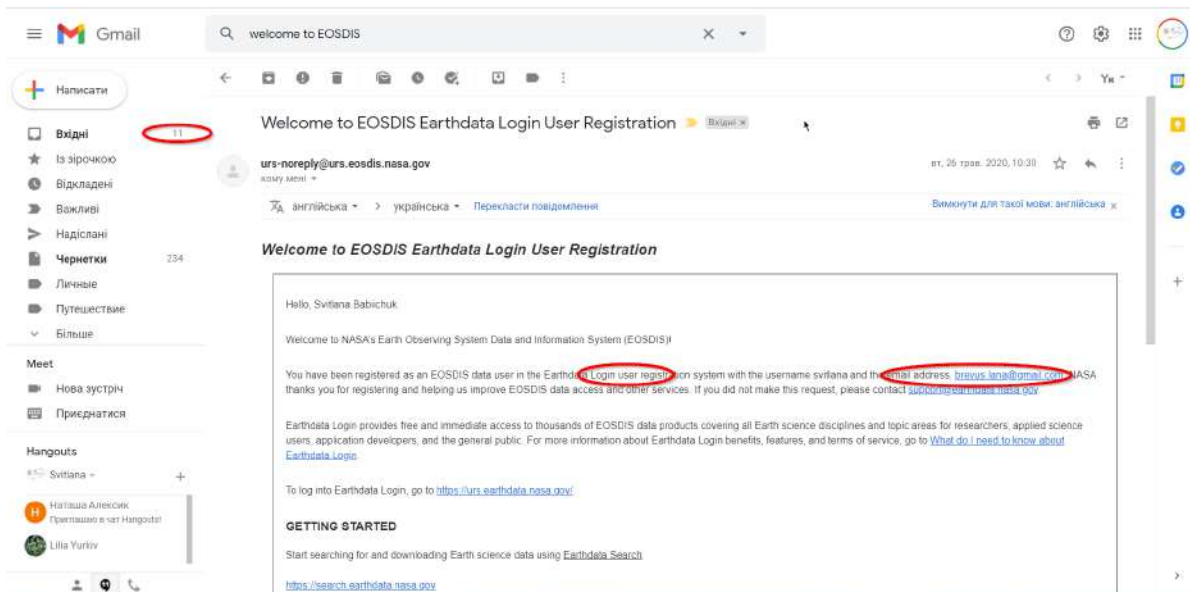 Gmail
welcome to EOSDIS
Написати
Ук
Вхідні 11
Із зірочкою
Відкладені
Важливі
Надіслані
Чернетки 234
Личные
Путешествие
Більше
Meet
Нова зустріч
Приєднатися
Hangouts
Svitlana
Н
Наташа Алексик
Приглашаю в чат Hangouts!
Lilia Yurkiv
Welcome to EOSDIS Earthdata Login User Registration Вхідні x
urs-noreply@urs.eosdis.nasa.gov вт, 26 трав. 2020, 10:30
кому мені
англійська > українська Перекласти повідомлення Вимкнути для такої мови: англійська x
Welcome to EOSDIS Earthdata Login User Registration
Hello, Svitlana Babiichuk
Welcome to NASA's Earth Observing System Data and Information System (EOSDIS)!
You have been registered as an EOSDIS data user in the Earthdata Login user registration system with the username svitlana and the email address, brevus.lana@gmail.com. NASA
thanks you for registering and helping us improve EOSDIS data access and other services. If you did not make this request, please contact support@earthdata.nasa.gov.
Earthdata Login provides free and immediate access to thousands of EOSDIS data products covering all Earth science disciplines and topic areas for researchers, applied science
users, application developers, and the general public. For more information about Earthdata Login benefits, features, and terms of service, go to What do I need to know about
Earthdata Login.
To log into Earthdata Login, go to https://urs.earthdata.nasa.gov/
GETTING STARTED
Start searching for and downloading Earth science data using Earthdata Search
https://search.earthdata.nasa.gov